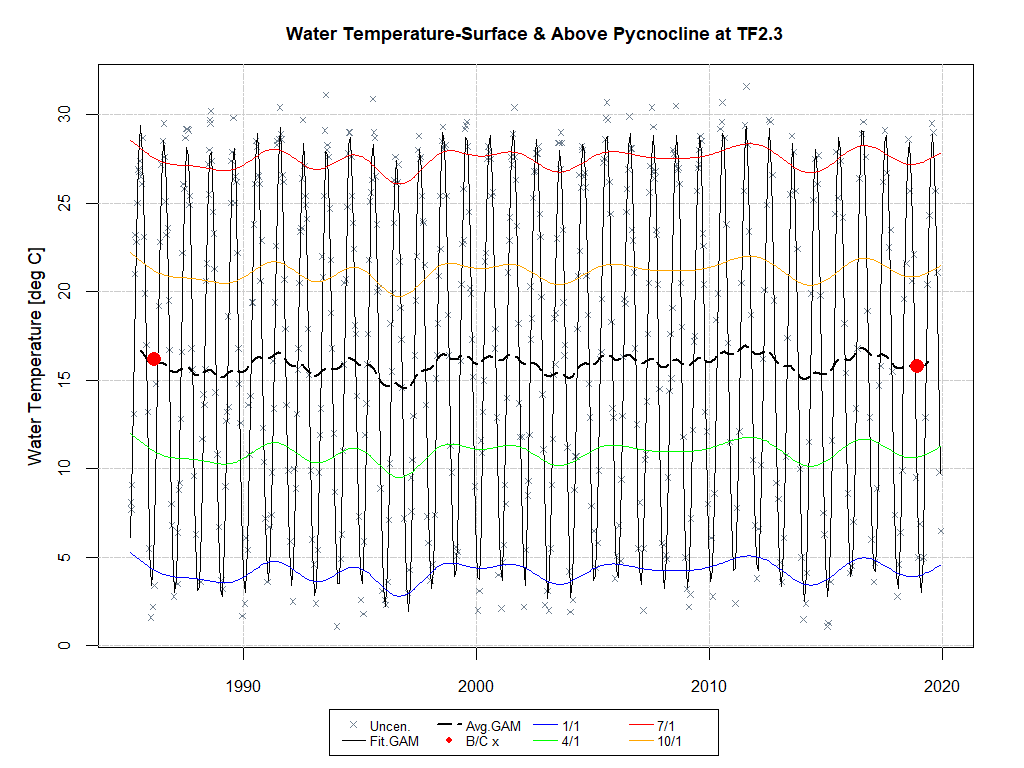 Water Temperature-Surface & Above Pycnocline at TF2.3
Water Temperature [deg C]
30
25
20
15
10
5
0
1990 2000 2010 2020
Uncen. Avg.GAM 1/1 7/1
Fit.GAM B/C x 4/1 10/1